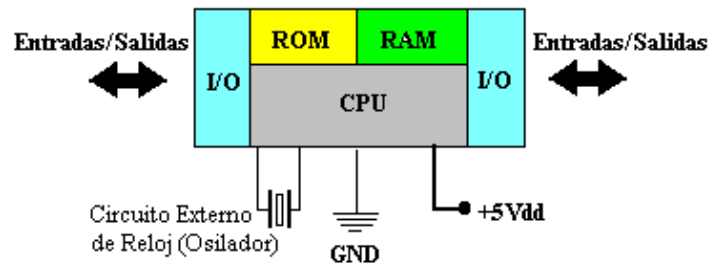 Entradas/Salidas
I/O
ROM
RAM
CPU
I/O
Entradas/Salidas
Circuito Externo
de Reloj (Osilador)
GND
+5Vdd